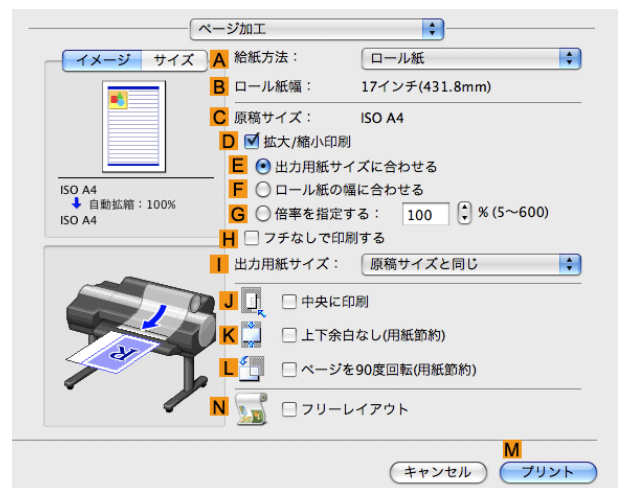 ページ加工
イメージ サイズ
A 給紙方法： ロール紙
B ロール紙幅： 17インチ(431.8mm)
C 原稿サイズ： ISO A4
D 拡大/縮小印刷
E 出力用紙サイズに合わせる
F ロール紙の幅に合わせる
G 倍率を指定する： 100 % (5～600)
ISO A4
自動拡縮：100%
ISO A4
H フチなしで印刷する
I 出力用紙サイズ： 原稿サイズと同じ
J 中央に印刷
K 上下余白なし(用紙節約)
L ページを90度回転(用紙節約)
N フリーレイアウト
R
M
キャンセル プリント